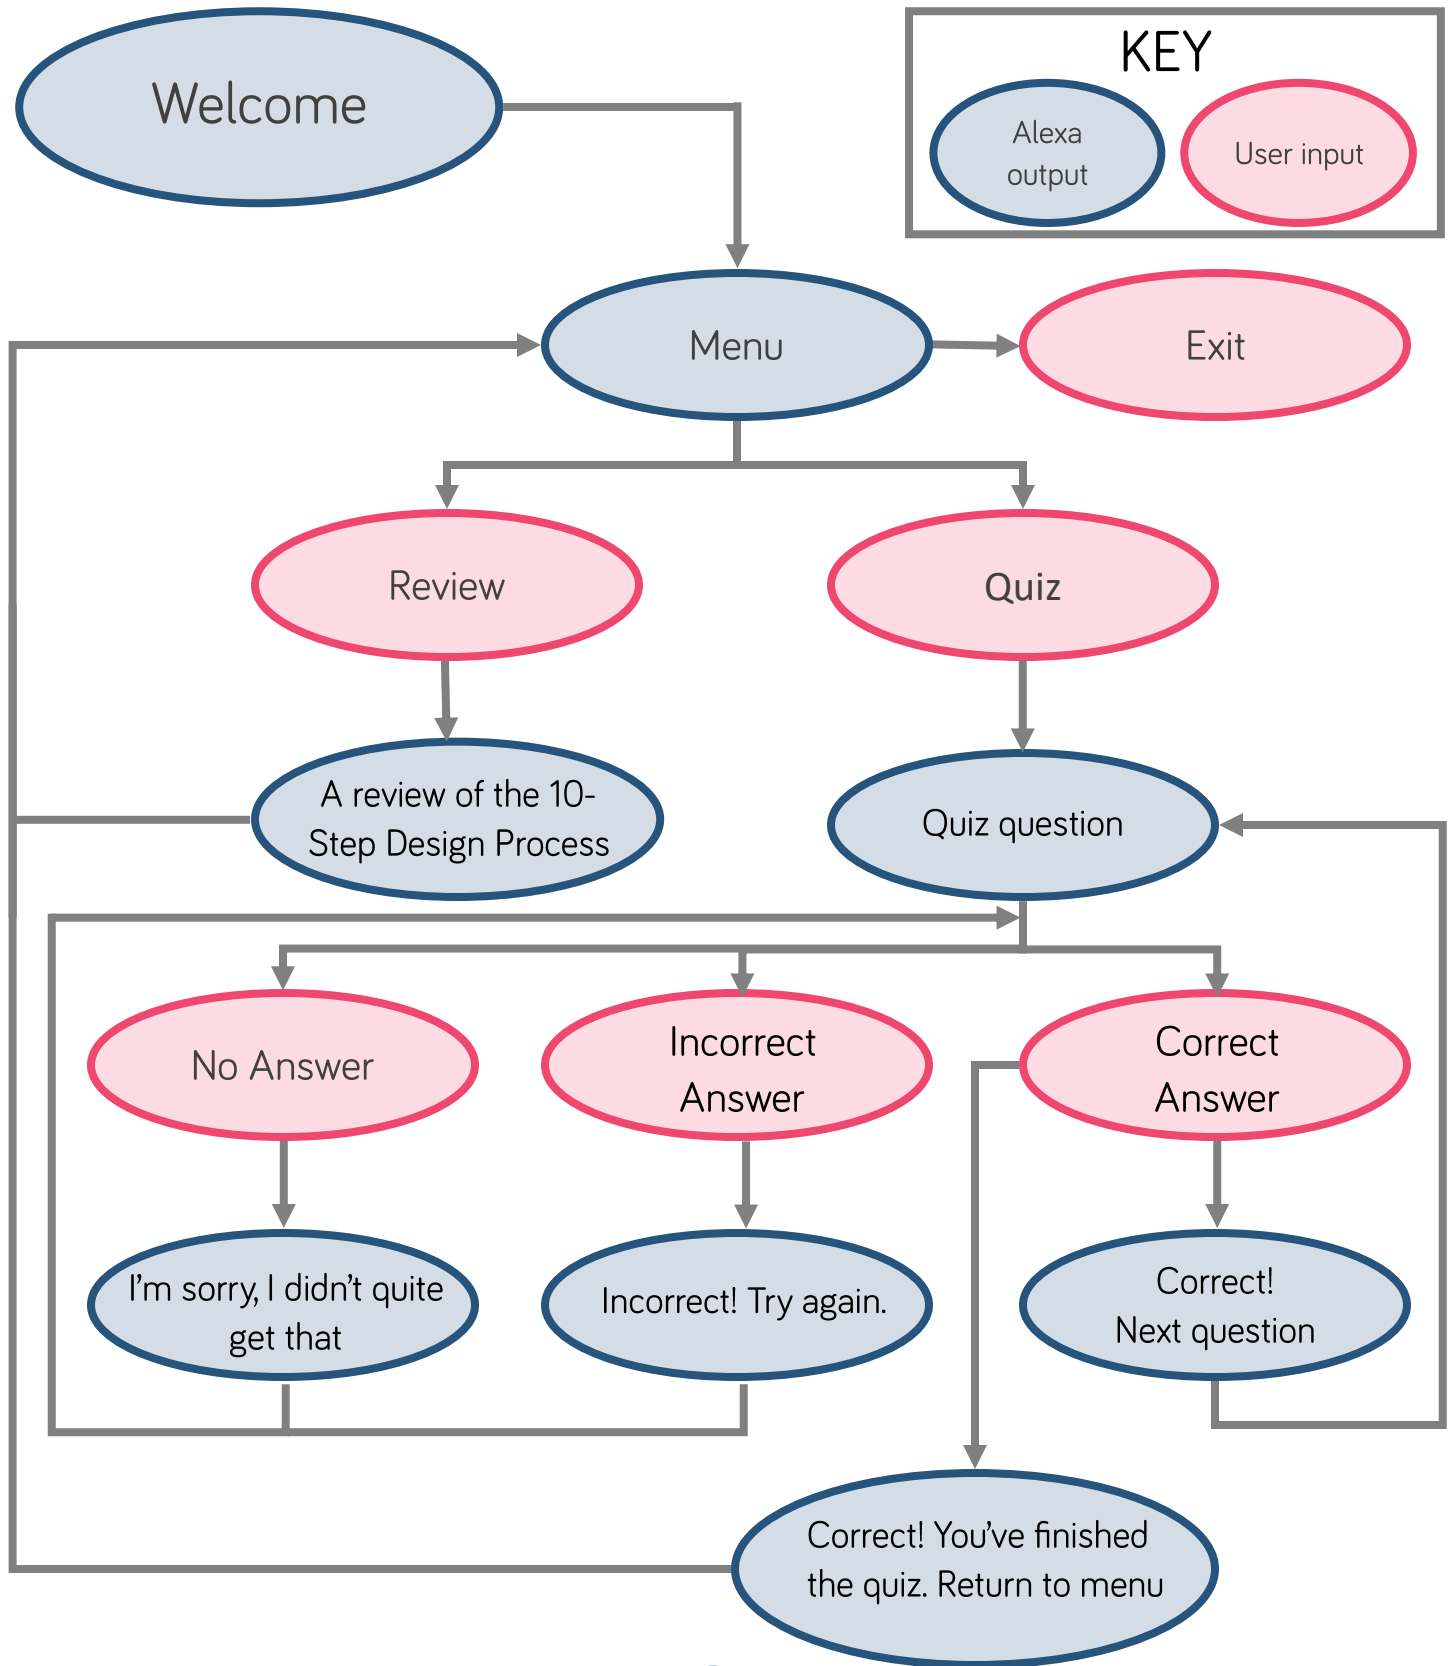 Welcome
KEY
Alexa
output
User input
Menu
Exit
Review
Quiz
A review of the 10-
Step Design Process
Quiz question
No Answer
Incorrect
Answer
Correct
Answer
I'm sorry, I didn't quite
get that
Incorrect! Try again.
Correct!
Next question
Correct! You've finished
the quiz. Return to menu